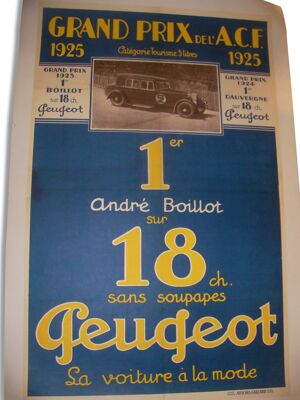 GRAND PRIX DE L'A.C.F.
1925
Catégorie Tourisme 5 litres
1925
GRAND PRIX
1923
1er
BOILLOT
sur 18 ch
Peugeot
GRAND PRIX
1924
1er
DAUVERGNE
sur 18 ch
Peugeot
1er
André Boillot
sur
18 ch.
sans soupapes
Peugeot
La voiture à la mode